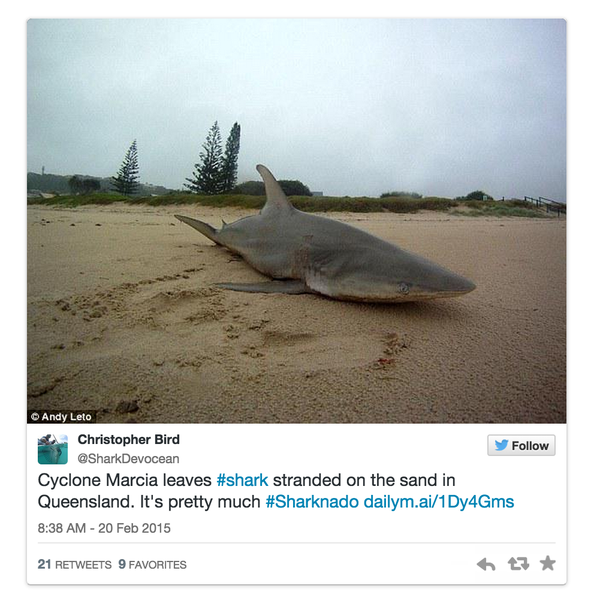 © Andy Leto
Christopher Bird
@SharkDevocean
Follow
Cyclone Marcia leaves #shark stranded on the sand in
Queensland. It's pretty much #Sharknado dailym.ai/1Dy4Gms
8:38 AM - 20 Feb 2015
21 RETWEETS 9 FAVORITES